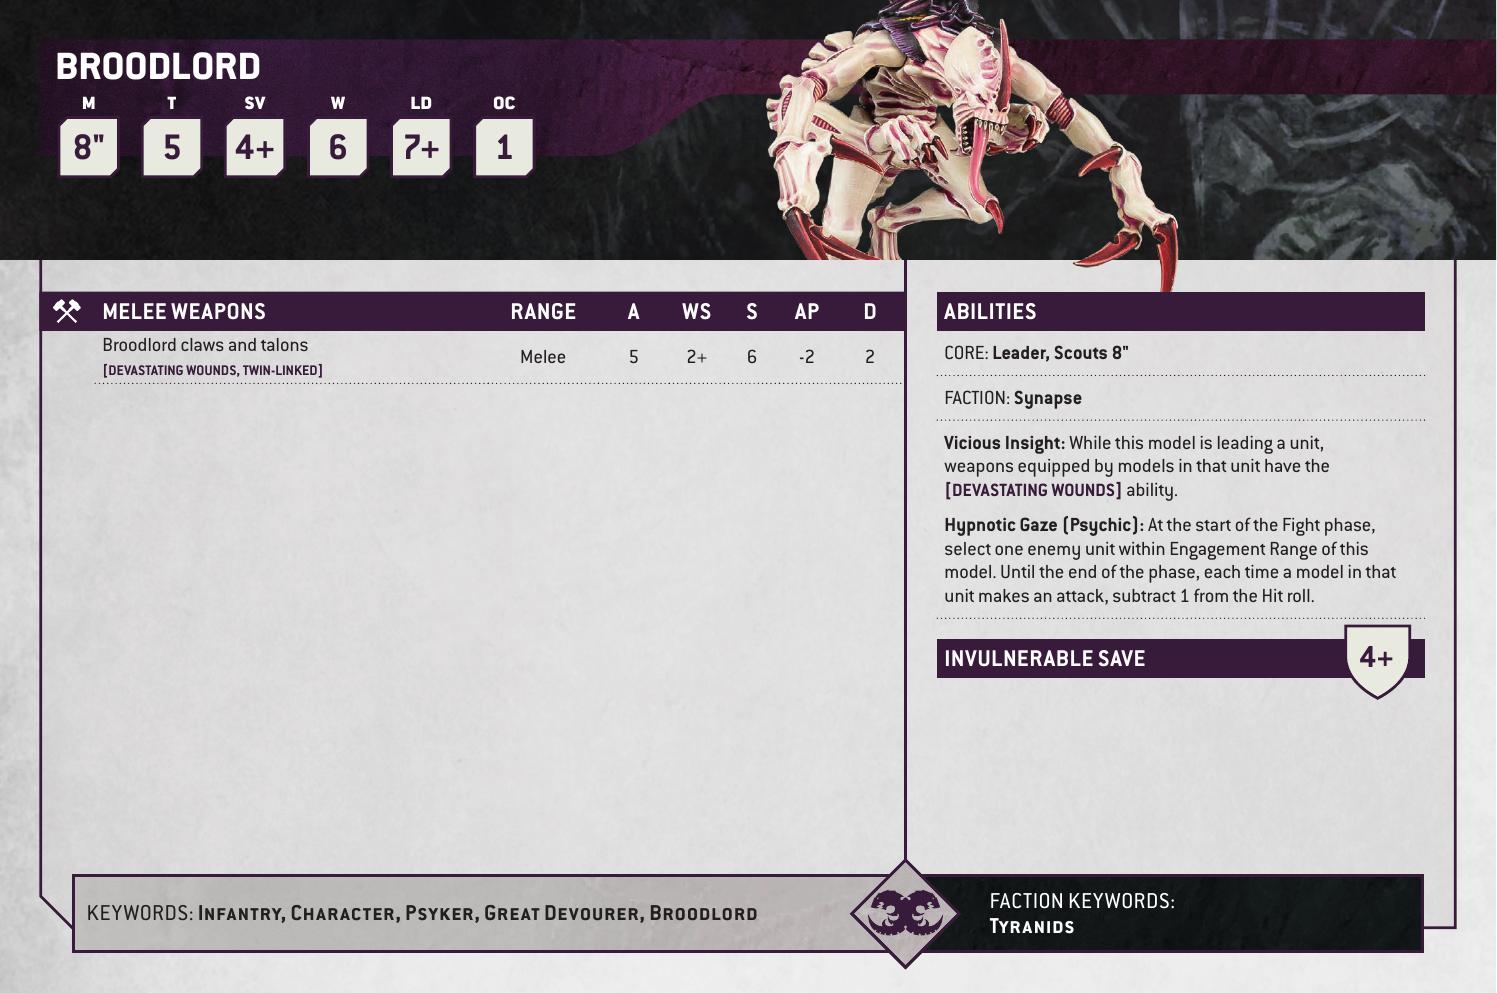 BROODLORD
M T SV W LD OC
8" 5 4+ 6 7+ 1
MELEE WEAPONS RANGE A WS S AP D
Broodlord claws and talons
[DEVASTATING WOUNDS, TWIN-LINKED]
Melee 5 2+ 6 -2 2
ABILITIES
CORE: Leader, Scouts 8"
FACTION: Synapse
Vicious Insight: While this model is leading a unit,
weapons equipped by models in that unit have the
[DEVASTATING WOUNDS] ability.
Hypnotic Gaze (Psychic): At the start of the Fight phase,
select one enemy unit within Engagement Range of this
model. Until the end of the phase, each time a model in that
unit makes an attack, subtract 1 from the Hit roll.
INVULNERABLE SAVE 4+
KEYWORDS: INFANTRY, CHARACTER, PSYKER, GREAT DEVOURER, BROODLORD
FACTION KEYWORDS:
TYRANIDS